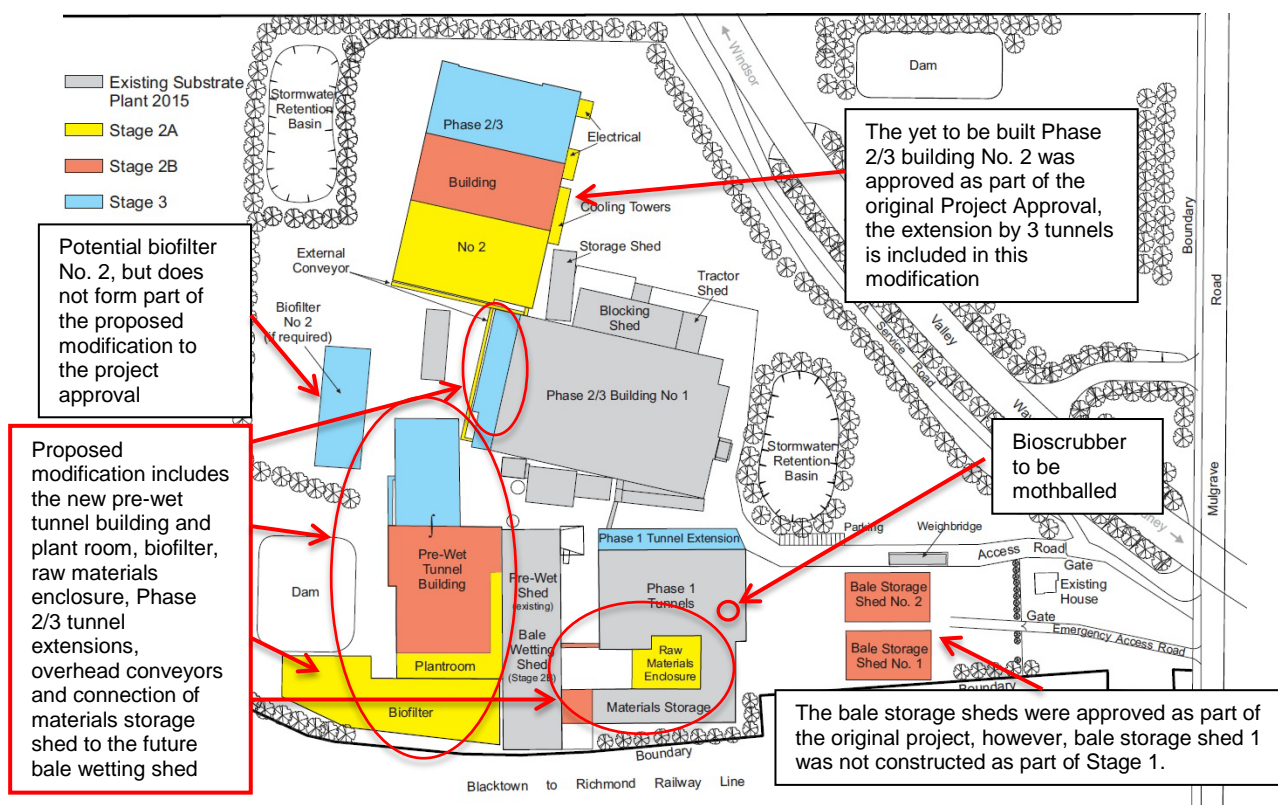 Existing Substrate
Plant 2015
Stage 2A
Stage 2B
Stage 3
Stormwater
Retention
Basin
Phase 2/3
Building
No 2
Electrical
Cooling Towers
Storage Shed
External
Conveyor
Tractor
Shed
Blocking
Shed
Windsor
Dam
The yet to be built Phase
2/3 building No. 2 was
approved as part of the
original Project Approval,
the extension by 3 tunnels
is included in this
modification
Boundary
Road
Mulgrave
Service
Road
Valley
Potential biofilter
No. 2, but does
not form part of
the proposed
modification to
the project
approval
Biofilter
No 2
(if required)
Phase 2/3 Building No 1
Stormwater
Retention
Basin
Bioscrubber
to be
mothballed
Proposed
modification includes
the new pre-wet
tunnel building and
plant room, biofilter,
raw materials
enclosure, Phase
2/3 tunnel
extensions,
overhead conveyors
and connection of
materials storage
shed to the future
bale wetting shed
Dam
Pre-Wet
Tunnel
Building
Plantroom
Biofilter
Pre-Wet
Shed
(existing)
Bale
Wetting
Shed
Phase 1 Tunnel Extension
Phase 1
Tunnels
Raw
Materials
Enclosure
Materials Storage
Parking
Weighbridge
Access Road
Gate
Existing
House
Gate
Emergency Access Road
Bale Storage
Shed No. 2
Bale Storage
Shed No. 1
Boundary
The bale storage sheds were approved as part of
the original project, however, bale storage shed 1
was not constructed as part of Stage 1.
Boundary
Blacktown to Richmond Railway Line